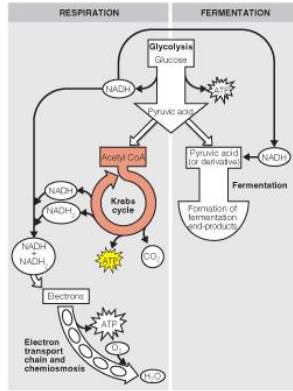 RESPIRATION
FERMENTATION
Glycolysis
Glucose
NADH
ATP
Pyruvic acid
Acetyl CoA
Pyruvic acid
(or derivative)
NADH
NADH
Krebs
cycle
Fermentation
NADH₂
Formation of
fermentation
end-products
NADH
+
NADH₂
ATP
CO₂
Electrons
ATP
Electron
transport
chain and
chemiosmosis
O₂
H₂O